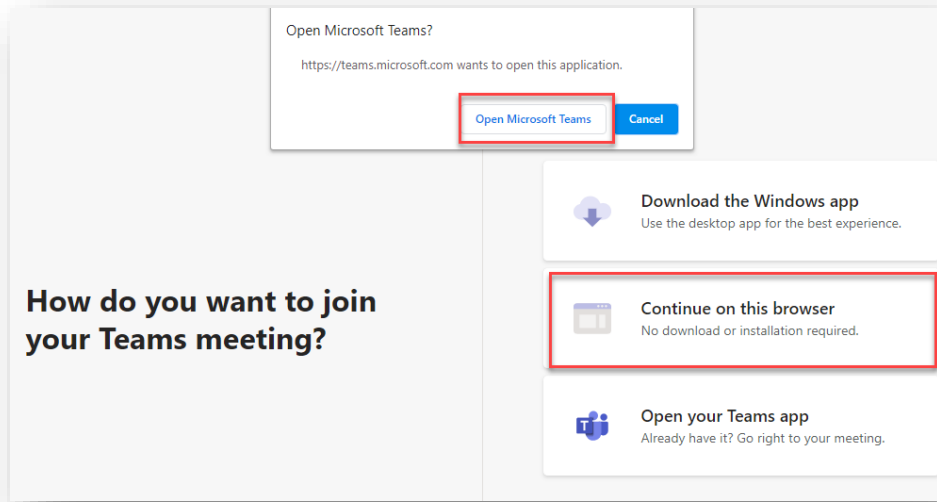 Open Microsoft Teams?
https://teams.microsoft.com wants to open this application.
Open Microsoft Teams
Cancel
Download the Windows app
Use the desktop app for the best experience.
How do you want to join
your Teams meeting?
Continue on this browser
No download or installation required.
Open your Teams app
Already have it? Go right to your meeting.